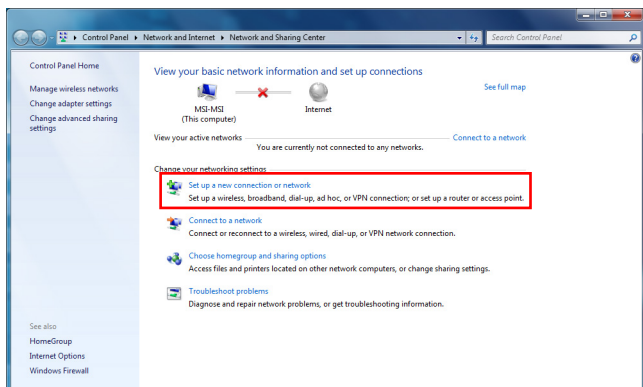 Control Panel ▸ Network and Internet ▸ Network and Sharing Center
Search Control Panel
Control Panel Home
Manage wireless networks
Change adapter settings
Change advanced sharing
settings
View your basic network information and set up connections
See full map
MSI-MSI
(This computer)
Internet
View your active networks
Connect to a network
You are currently not connected to any networks.
Change your networking settings
Set up a new connection or network
Set up a wireless, broadband, dial-up, ad hoc, or VPN connection; or set up a router or access point.
Connect to a network
Connect or reconnect to a wireless, wired, dial-up, or VPN network connection.
Choose homegroup and sharing options
Access files and printers located on other network computers, or change sharing settings.
Troubleshoot problems
Diagnose and repair network problems, or get troubleshooting information.
See also
HomeGroup
Internet Options
Windows Firewall